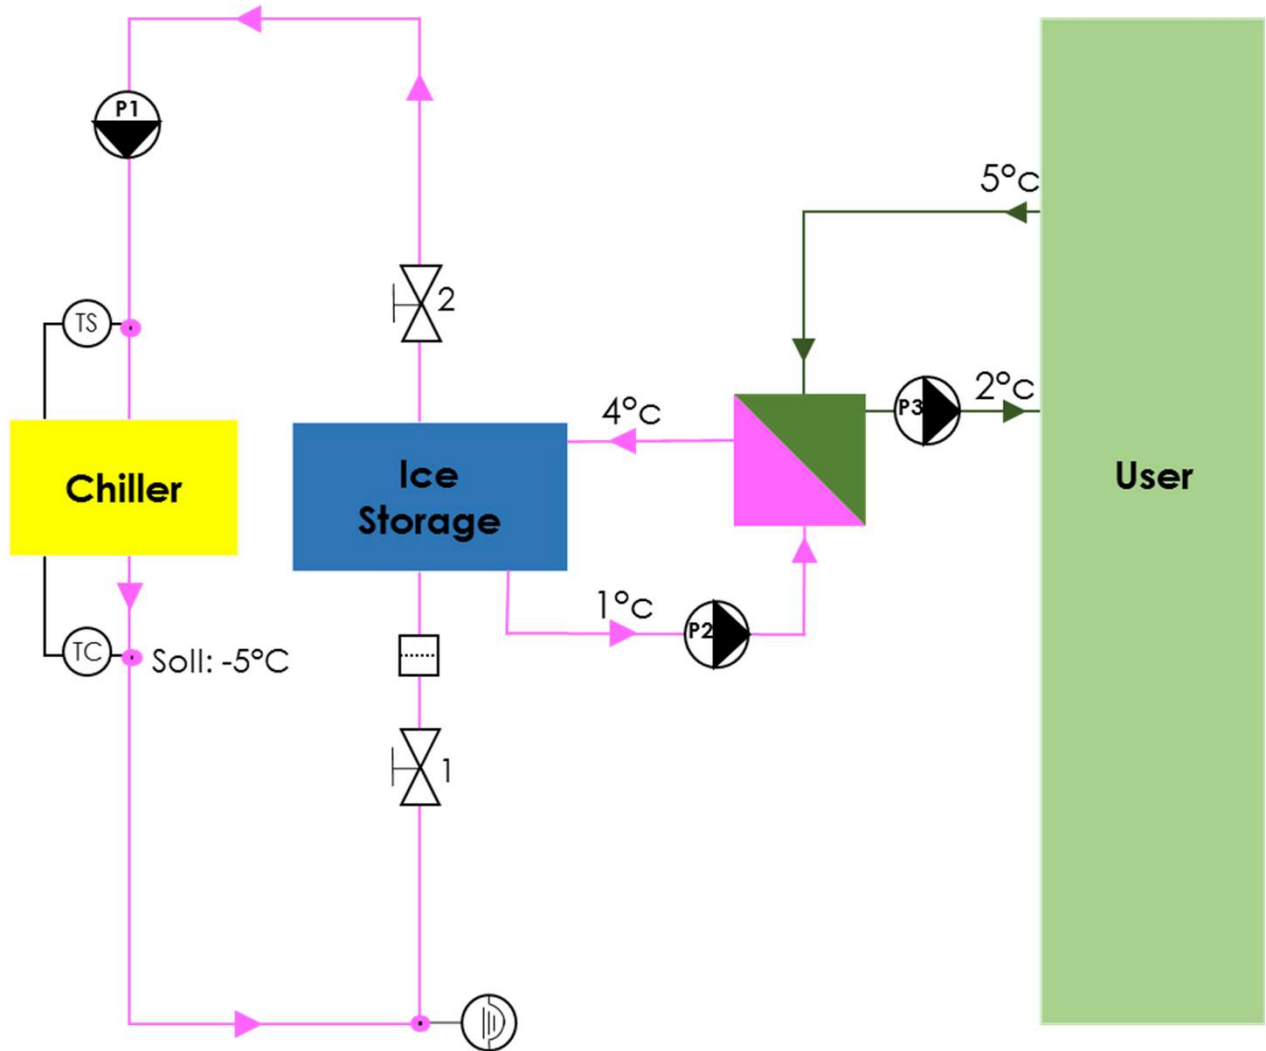 P1
5°c
TS
2
4°c
P3
2°c
Chiller
Ice
Storage
User
1°c
P2
TC
Soll: -5°C
1